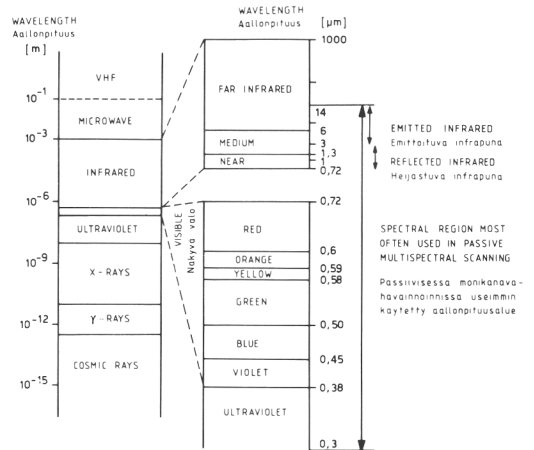 WAVELENGTH
Aallonpituus
[m]
VHF
10⁻¹
MICROWAVE
10⁻³
INFRARED
10⁻⁶
ULTRAVIOLET
10⁻⁹
X-RAYS
γ-RAYS
10⁻¹²
COSMIC RAYS
10⁻¹⁵
VISIBLE
Nakyva valo
WAVELENGTH
Aallonpituus
[μm]
1000
FAR INFRARED
14
6
MEDIUM
3
1,3
NEAR
1
0,72
0,72
RED
0,6
ORANGE
0,59
YELLOW
0,58
GREEN
0,50
BLUE
0,45
VIOLET
0,38
ULTRAVIOLET
0,3
EMITTED INFRARED
Emittoituva infrapuna
REFLECTED INFRARED
Heijastuva infrapuna
SPECTRAL REGION MOST
OFTEN USED IN PASSIVE
MULTISPECTRAL SCANNING
Passiivisessa monikanava-
havainnoinnissa useimmin
kaytetty aallonpituusalue